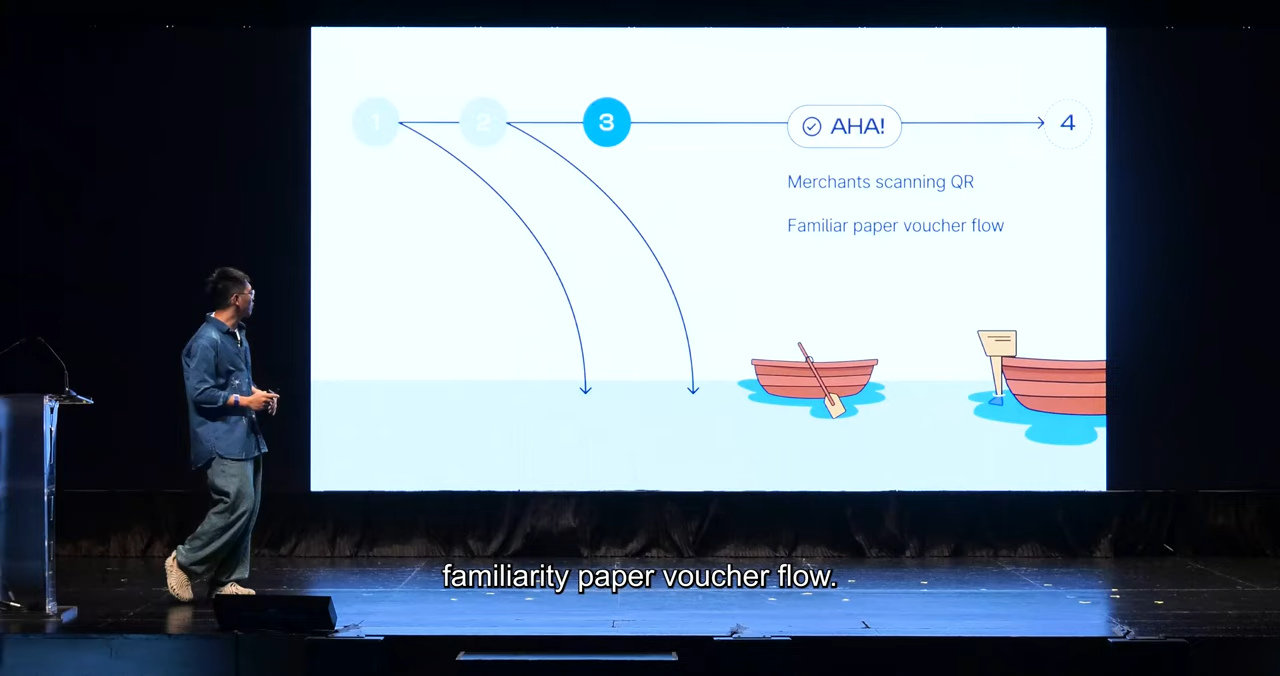 1
2
3
AHA!
4
Merchants scanning QR
Familiar paper voucher flow
familiarity paper voucher flow.